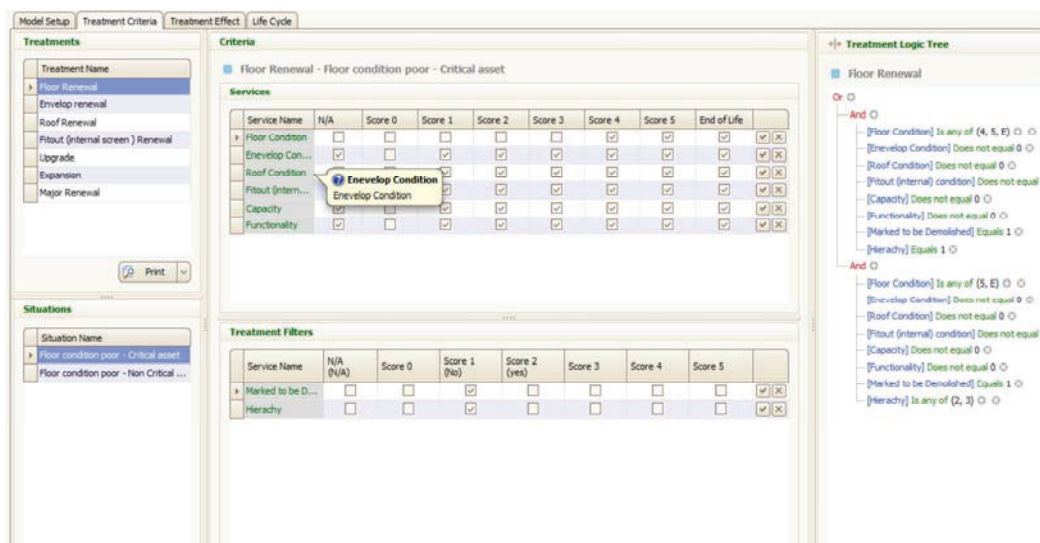 Model Setup Treatment Criteria Treatment Effect Life Cycle
Treatments
Treatment Name
Floor Renewal
Envelop renewal
Roof Renewal
Fitout (internal screen ) Renewal
Upgrade
Expansion
Major Renewal
Print
Situations
Situation Name
Floor condition poor - Critical asset
Floor condition poor - Non Critical ...
Criteria
Floor Renewal - Floor condition poor - Critical asset
Services
Service Name N/A Score 0 Score 1 Score 2 Score 3 Score 4 Score 5 End of Life
Floor Condition
Enevelop Con...
Roof Condition
Fitout (intern...
Capacity
Functionality
Enevelop Condition
Enevelop Condition
Treatment Filters
Service Name N/A (N/A) Score 0 Score 1 (No) Score 2 (yes) Score 3 Score 4 Score 5
Marked to be D...
Hierachy
Treatment Logic Tree
Floor Renewal
Or
And
[Floor Condition] Is any of (4, 5, E)
[Enevelop Condition] Does not equal 0
[Roof Condition] Does not equal 0
[Fitout (internal) condition] Does not equal
[Capacity] Does not equal 0
[Functionality] Does not equal 0
[Marked to be Demolished] Equals 1
[Hierachy] Equals 1
And
[Floor Condition] Is any of (5, E)
[Enevelop Condition] Does not equal 0
[Roof Condition] Does not equal 0
[Fitout (internal) condition] Does not equal
[Capacity] Does not equal 0
[Functionality] Does not equal 0
[Marked to be Demolished] Equals 1
[Hierachy] Is any of (2, 3)